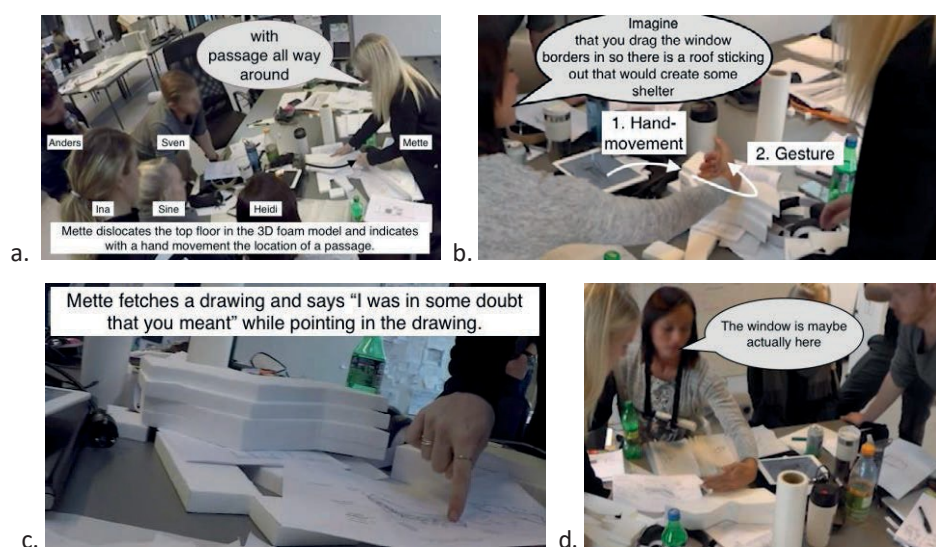 with
passage all way
around
Anders
Sven
Mette
Ina
Sine
Heidi
Mette dislocates the top floor in the 3D foam model and indicates
with a hand movement the location of a passage.
a.
Imagine
that you drag the window
borders in so there is a roof sticking
out that would create some
shelter
1. Hand-
movement
2. Gesture
b.
Mette fetches a drawing and says “I was in some doubt
that you meant” while pointing in the drawing.
c.
The window is maybe
actually here
d.